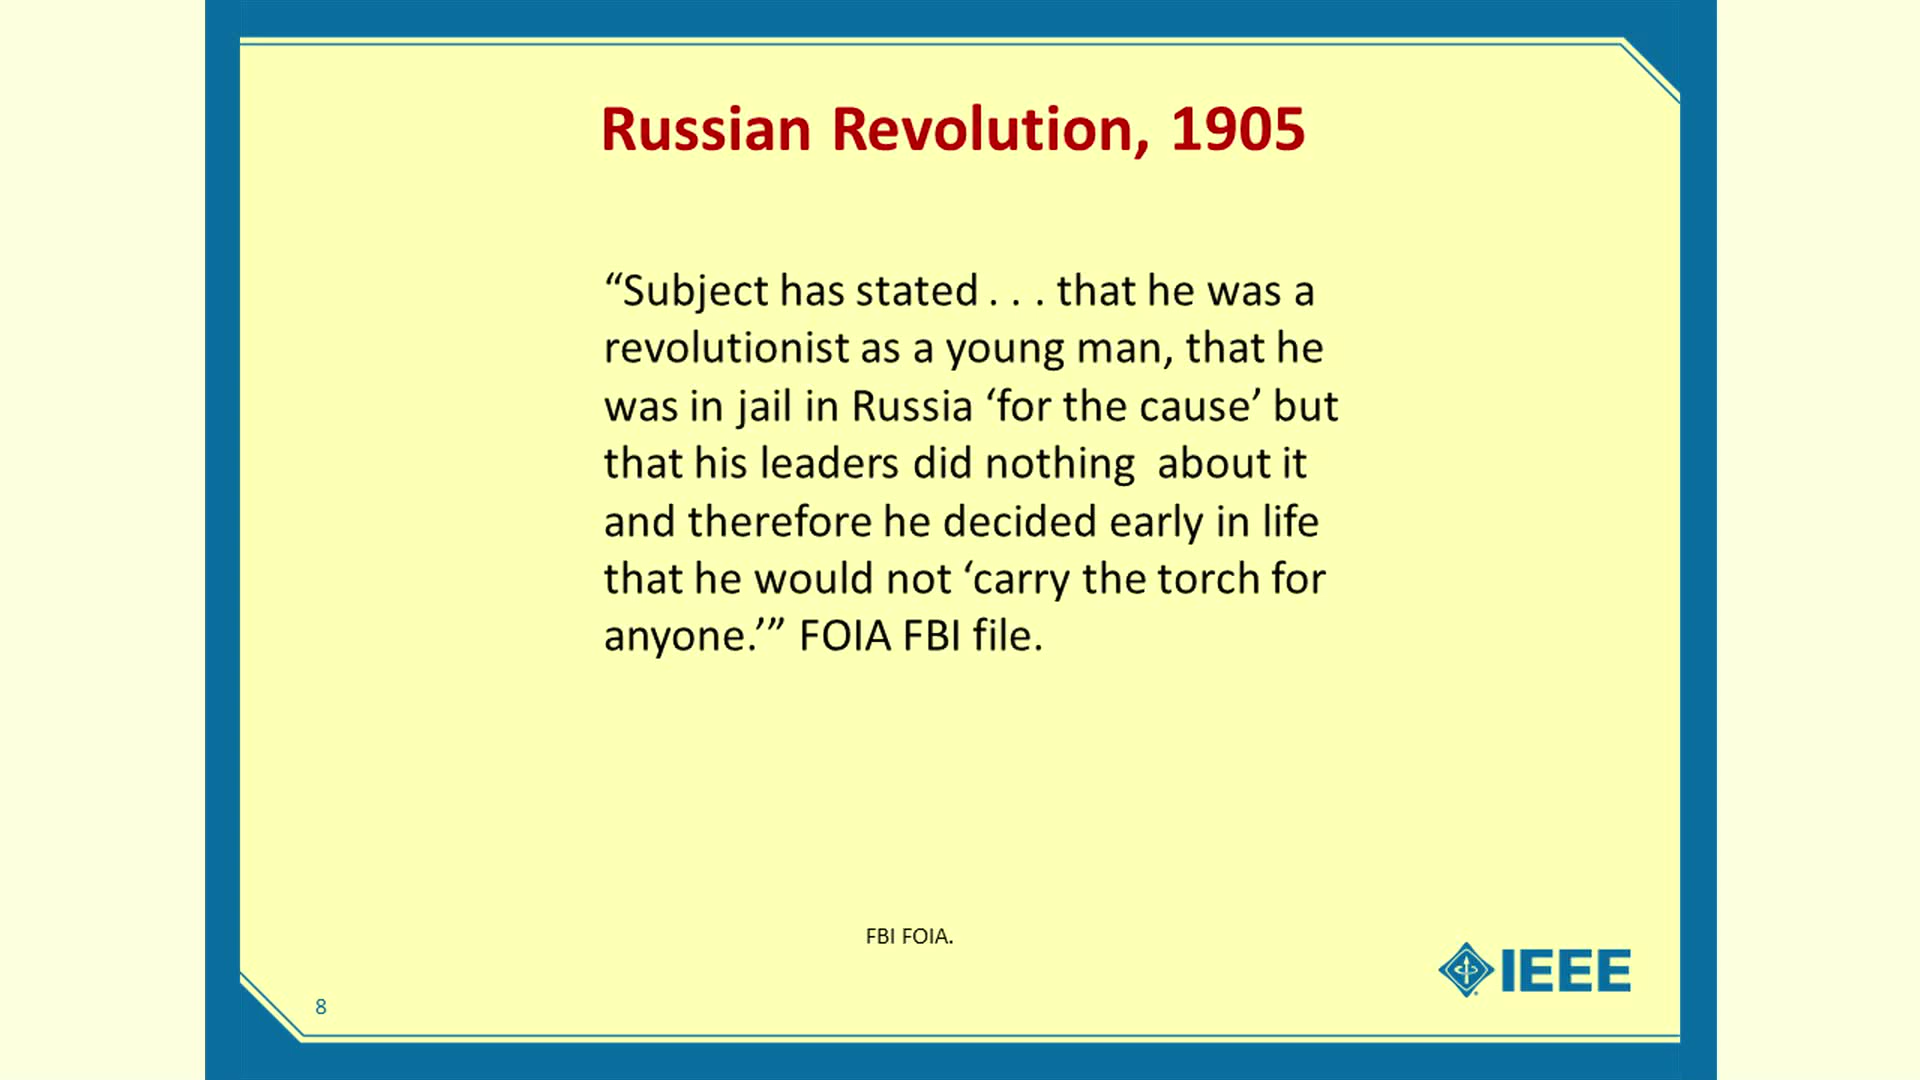 Russian Revolution, 1905
“Subject has stated . . . that he was a
revolutionist as a young man, that he
was in jail in Russia ‘for the cause’ but
that his leaders did nothing  about it
and therefore he decided early in life
that he would not ‘carry the torch for
anyone.’” FOIA FBI file.
FBI FOIA.
IEEE
8